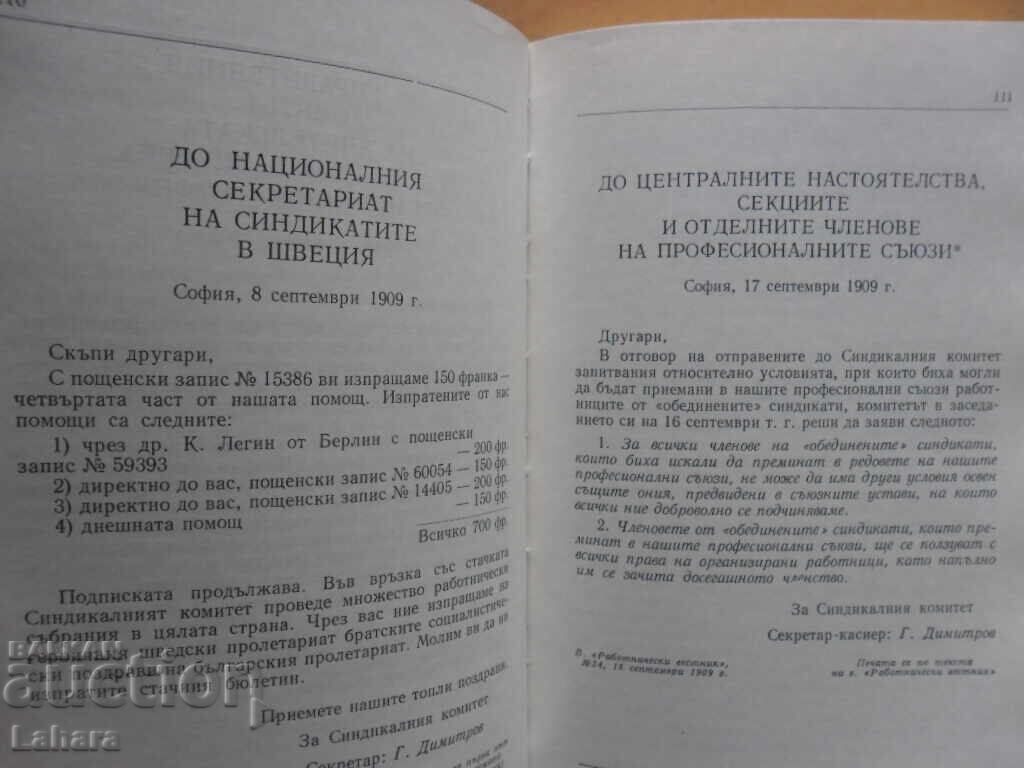 ДО НАЦИОНАЛНИЯ
СЕКРЕТАРИАТ
НА СИНДИКАТИТЕ
В ШВЕЦИЯ
София, 8 септември 1909 г.
Скъпи другари,
С пощенски запис № 15386 ви изпращаме 150 франка —
четвъртата част от нашата помощ. Изпратените от нас
помощи са следните:
1) чрез др. К. Легин от Берлин с пощенски
запис № 59393 — 200 фр.
2) директно до вас, пощенски запис № 60054 — 150 фр.
3) директно до вас, пощенски запис № 14405 — 200 фр.
4) днешната помощ — 150 фр.
Всичко 700 фр.
Подписката продължава. Във връзка със стачката
Синдикалният комитет проведе множество работнически
събрания в цялата страна. Чрез вас ние изпращаме на
героичния шведски пролетариат братските социалистиче-
ски поздрави на българския пролетариат. Молим ви да ни
изпратите стачния бюлетин.
Приемете нашите топли поздрави.
За Синдикалния комитет
Секретар: Г. Димитров
111
ДО ЦЕНТРАЛНИТЕ НАСТОЯТЕЛСТВА,
СЕКЦИИТЕ
И ОТДЕЛНИТЕ ЧЛЕНОВЕ
НА ПРОФЕСИОНАЛНИТЕ СЪЮЗИ*
София, 17 септември 1909 г.
Другари,
В отговор на отправените до Синдикалния комитет
запитвания относително условията, при които биха могли
да бъдат приемани в нашите професионални съюзи работ-
ниците от «обединените» синдикати, комитетът в заседа-
нието си на 16 септември т. г. реши да заяви следното:
1. За всички членове на «обединените» синдикати,
които биха искали да преминат в редовете на нашите
професионални съюзи, не може да има други условия освен
същите ония, предвидени в съюзните устави, на които
всички ние доброволно се подчиняваме.
2. Членовете от «обединените» синдикати, които пре-
минат в нашите професионални съюзи, ще се ползуват с
всички права на организирани работници, като напълно
им се зачита досегашното членство.
За Синдикалния комитет
Секретар-касиер: Г. Димитров
В. «Работнически вестник»,
№ 24, 18 септември 1909 г.
Печата се по текста
на в. «Работнически вестник»
BAUKAN
auction
Lahara